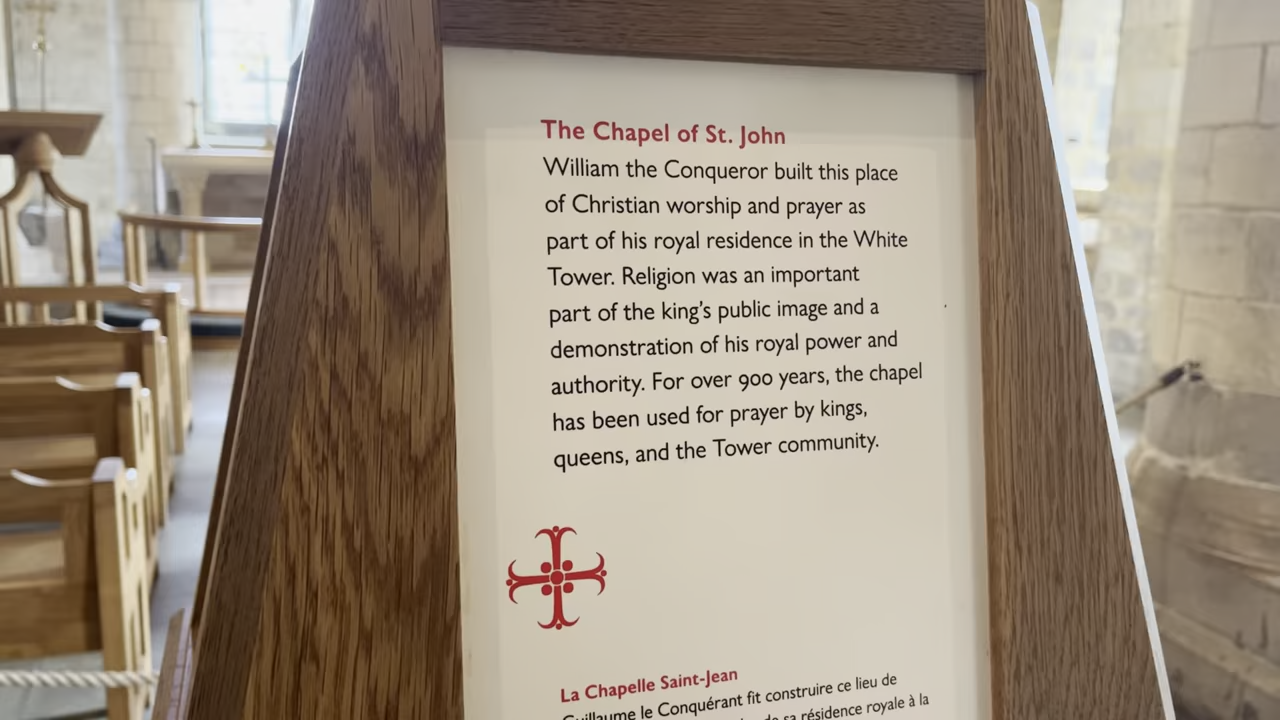 The Chapel of St. John
William the Conqueror built this place
of Christian worship and prayer as
part of his royal residence in the White
Tower. Religion was an important
part of the king's public image and a
demonstration of his royal power and
authority. For over 900 years, the chapel
has been used for prayer by kings,
queens, and the Tower community.
La Chapelle Saint-Jean
Guillaume le Conquérant fit construire ce lieu de
de sa résidence royale à la